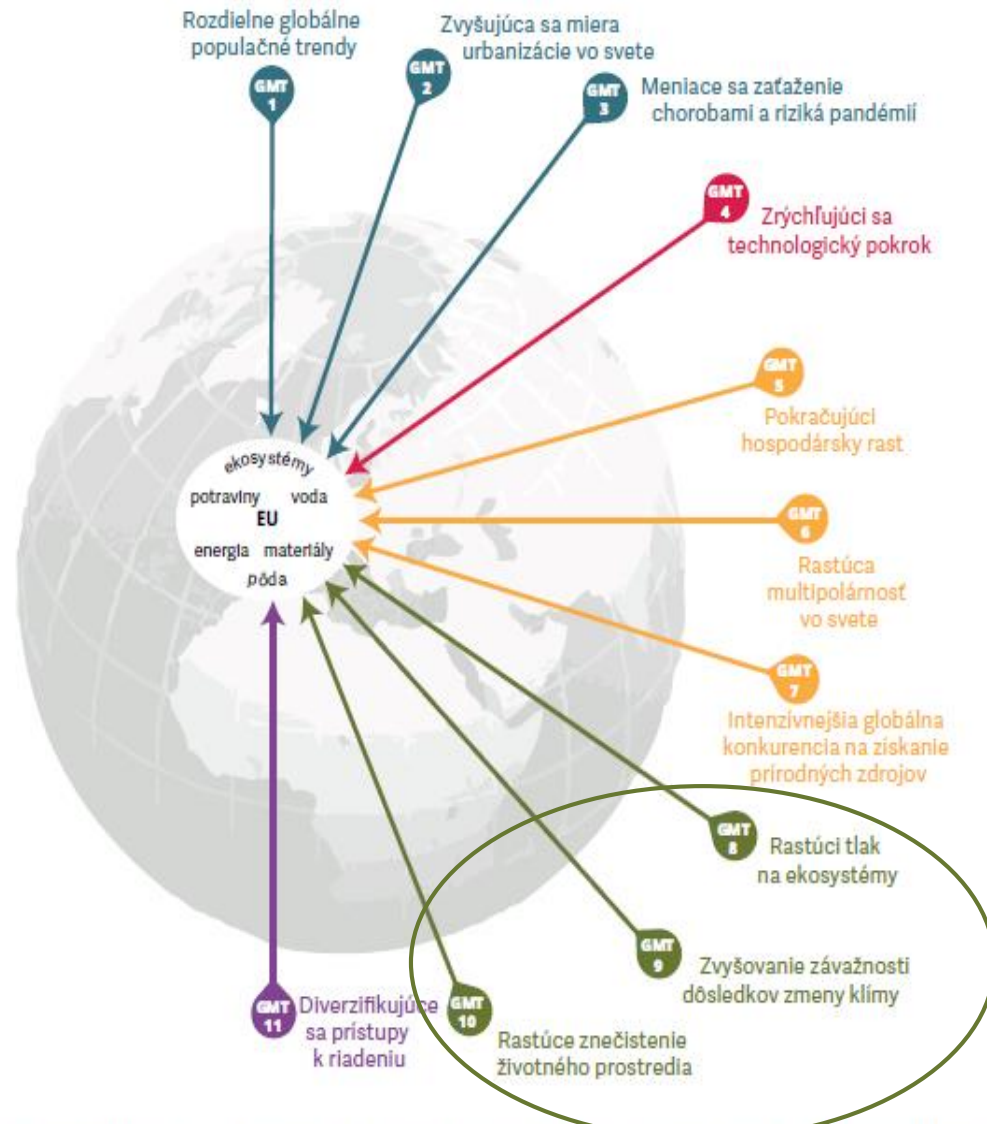 Rozdielne globálne
populačné trendy
GMT
1
Zvyšujúca sa miera
urbanizácie vo svete
GMT
2
Meniace sa zaťaženie
chorobami a riziká pandémií
GMT
3
GMT
4
Zrýchľujúci sa
technologický pokrok
GMT
5
Pokračujúci
hospodársky rast
GMT
6
Rastúca
multipolárnosť
vo svete
GMT
7
Intenzívnejšia globálna
konkurencia na získanie
prírodných zdrojov
GMT
8
Rastúci tlak
na ekosystémy
GMT
9
Zvyšovanie závažnosti
dôsledkov zmeny klímy
GMT
10
Rastúce znečistenie
životného prostredia
GMT
11
Diverzifikujúce
sa prístupy
k riadeniu
ekosystémy
potraviny voda
EU
energia materiály
pôda